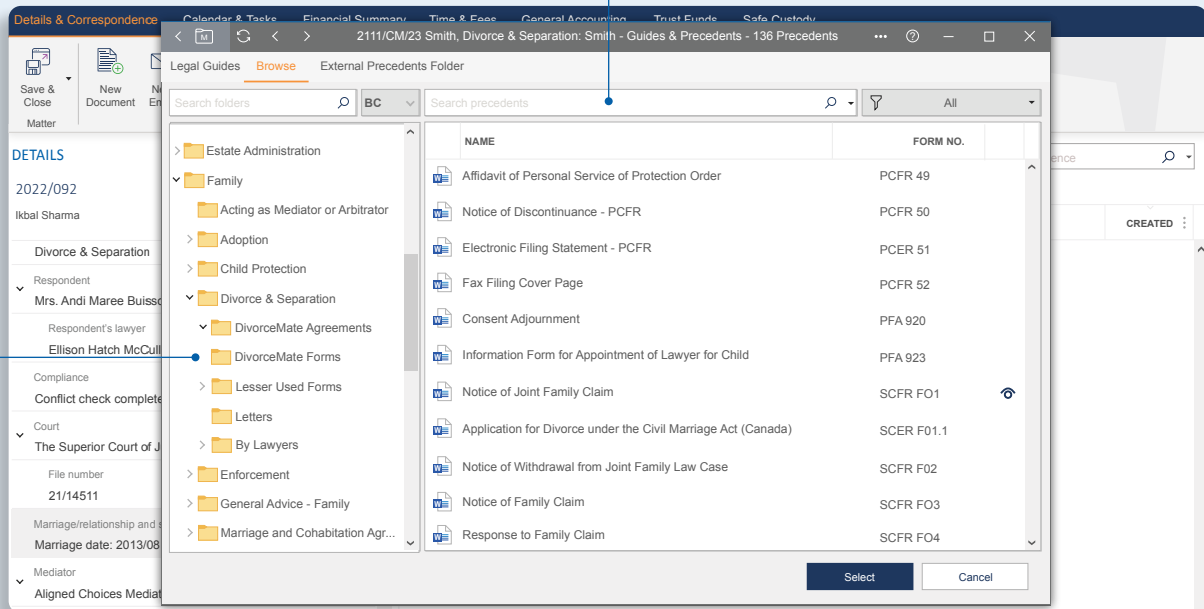 Details & Correspondence Calendar & Tasks Financial Summary Time & Fees General Accounting Trust Funds Safe Custody
2111/CM/23 Smith, Divorce & Separation: Smith - Guides & Precedents - 136 Precedents
Legal Guides Browse External Precedents Folder
Save &
Close
New
Document
Matter
Search folders BC Search precedents All
NAME FORM NO.
DETAILS
2022/092
Ikbal Sharma
Divorce & Separation
Respondent
Mrs. Andi Maree
Respondent's lawyer
Ellison Hatch
Compliance
Conflict check
Court
The Superior Court of
File number
21/14511
Marriage/relationship and
Marriage date: 2013/08
Mediator
Aligned Choices
Estate Administration
Family
Acting as Mediator or Arbitrator
Adoption
Child Protection
Divorce & Separation
DivorceMate Agreements
DivorceMate Forms
Lesser Used Forms
Letters
By Lawyers
Enforcement
General Advice - Family
Marriage and Cohabitation Agr...
Affidavit of Personal Service of Protection Order PCFR 49
Notice of Discontinuance - PCFR PCFR 50
Electronic Filing Statement - PCFR PCER 51
Fax Filing Cover Page PCFR 52
Consent Adjournment PFA 920
Information Form for Appointment of Lawyer for Child PFA 923
Notice of Joint Family Claim SCFR FO1
Application for Divorce under the Civil Marriage Act (Canada) SCER F01.1
Notice of Withdrawal from Joint Family Law Case SCFR F02
Notice of Family Claim SCFR FO3
Response to Family Claim SCFR FO4
CREATED
Select Cancel